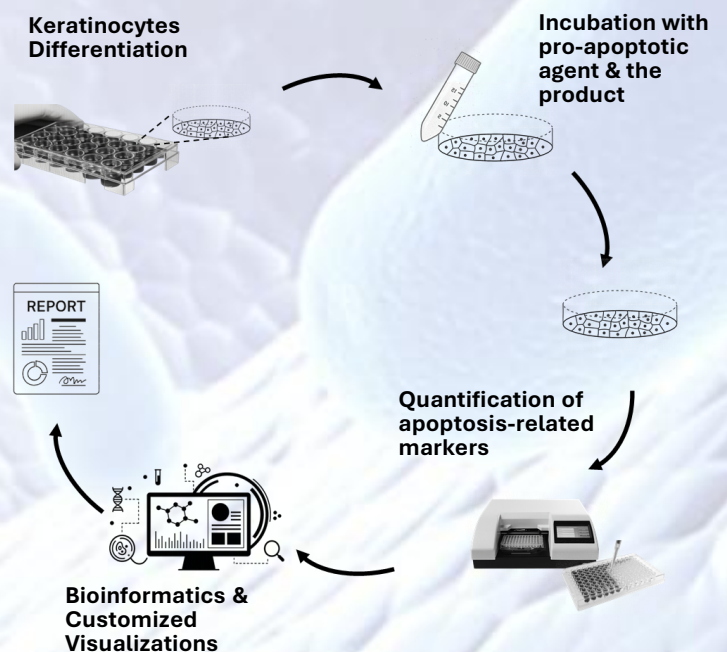 Keratinocytes
Differentiation
Incubation with
pro-apoptotic
agent & the
product
Quantification of
apoptosis-related
markers
Bioinformatics &
Customized
Visualizations
REPORT